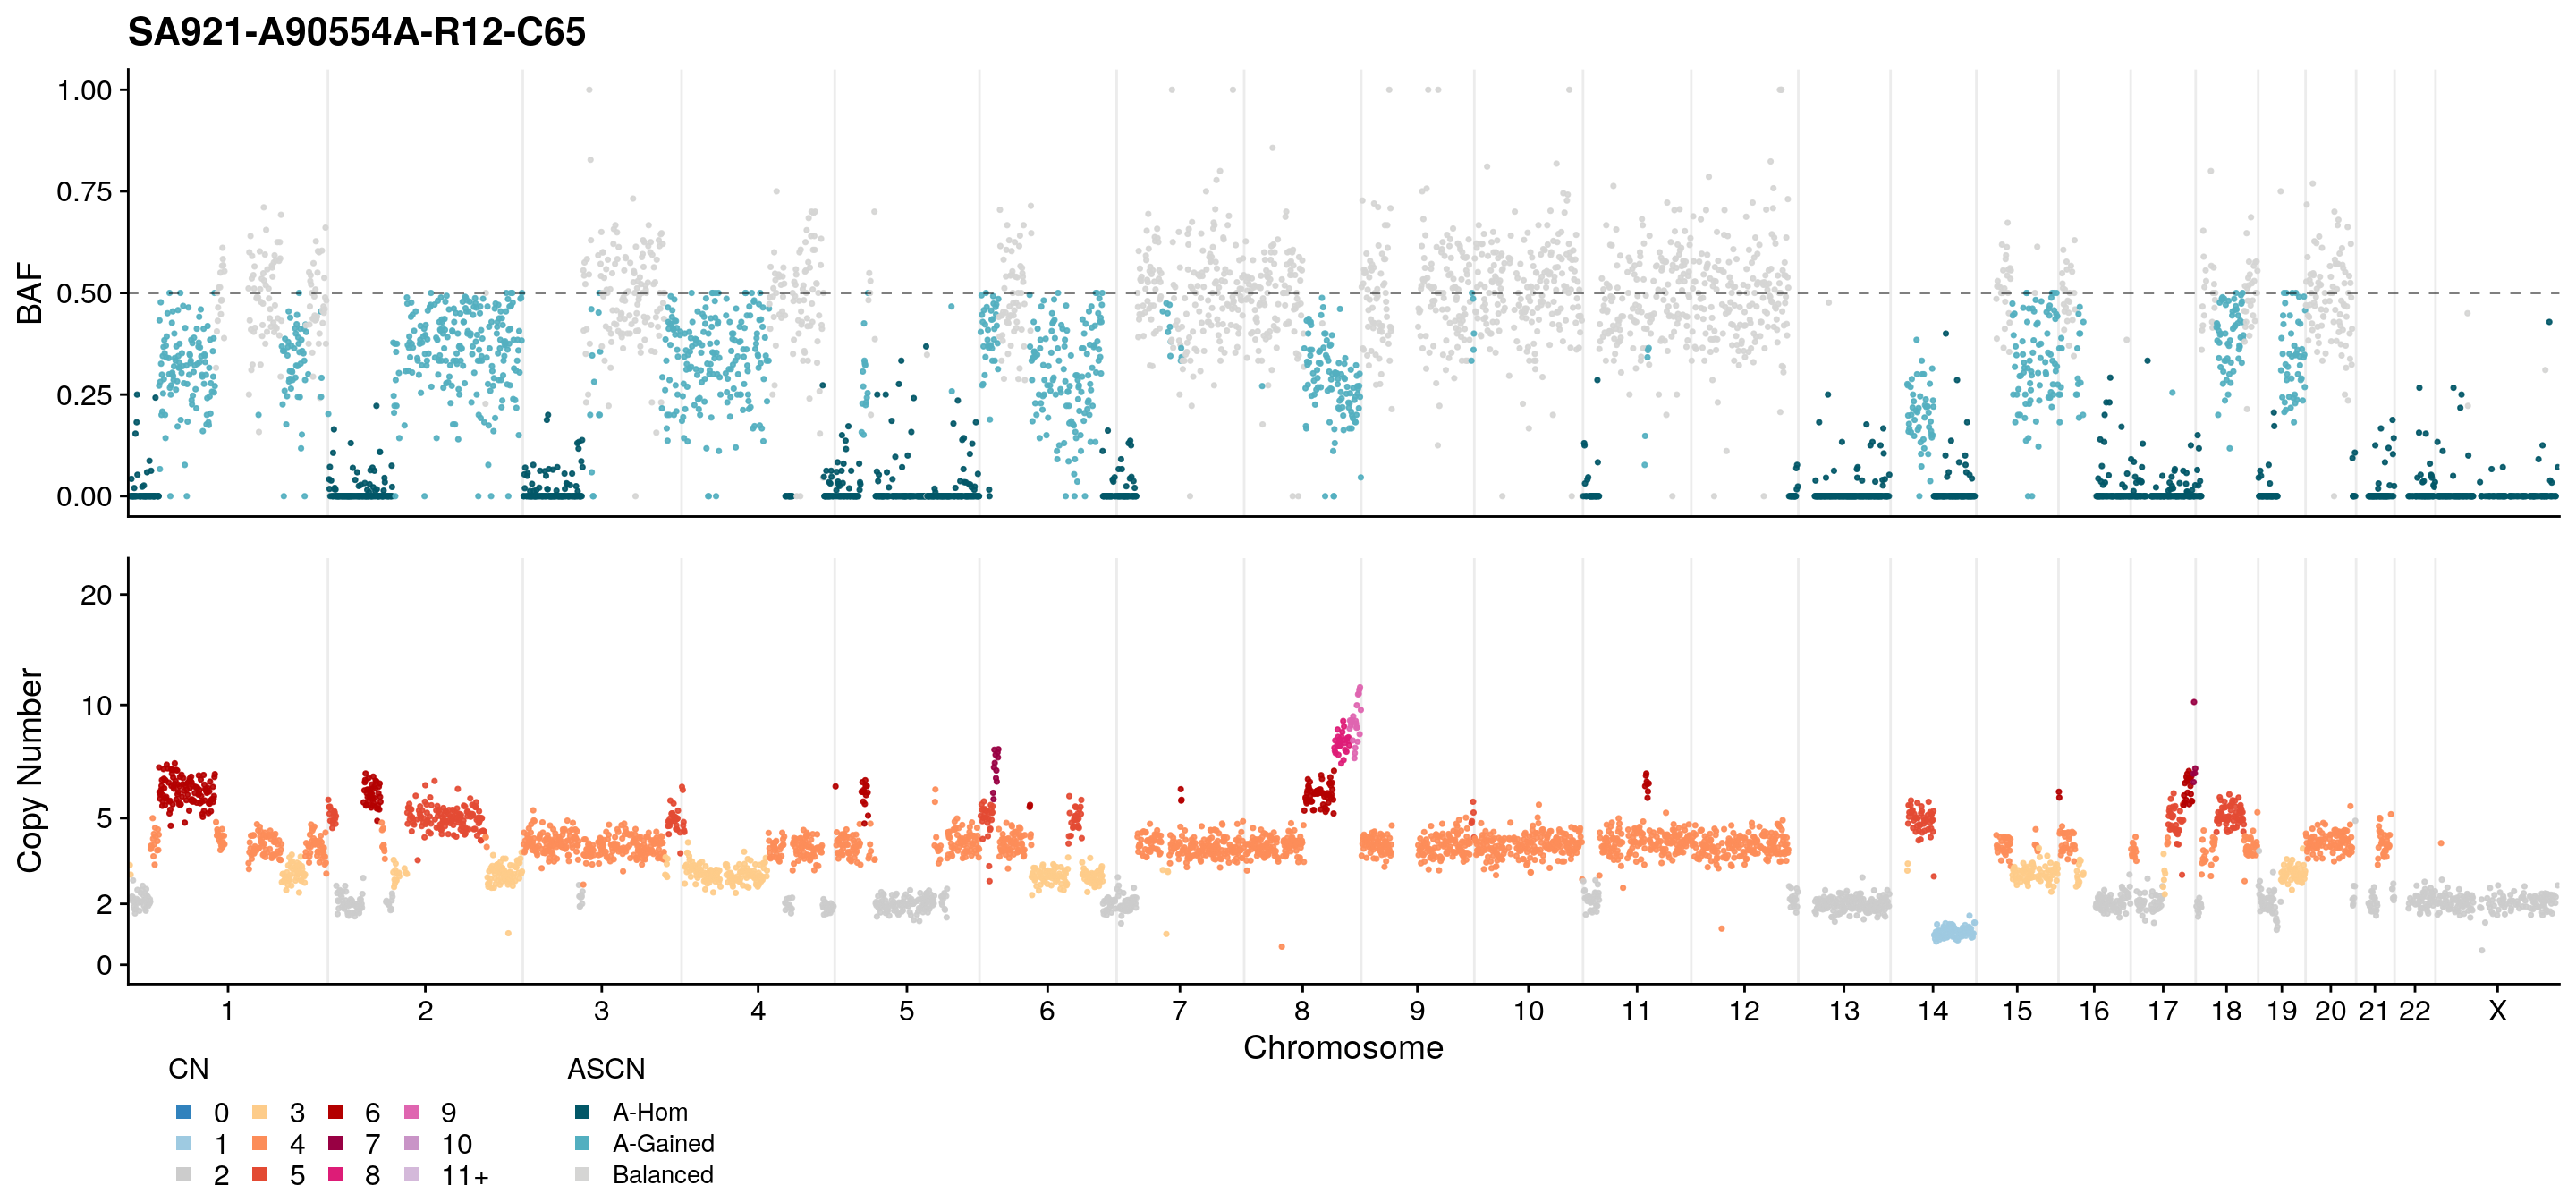 SA921-A90554A-R12-C65
BAF
1.00
0.75
0.50
0.25
0.00
Copy Number
20
10
5
2
0
1 2 3 4 5 6 7 8 9 10 11 12 13 14 15 16 17 18 19 20 21 22 X
Chromosome
CN
0 3 6 9
1 4 7 10
2 5 8 11+
ASCN
A-Hom
A-Gained
Balanced